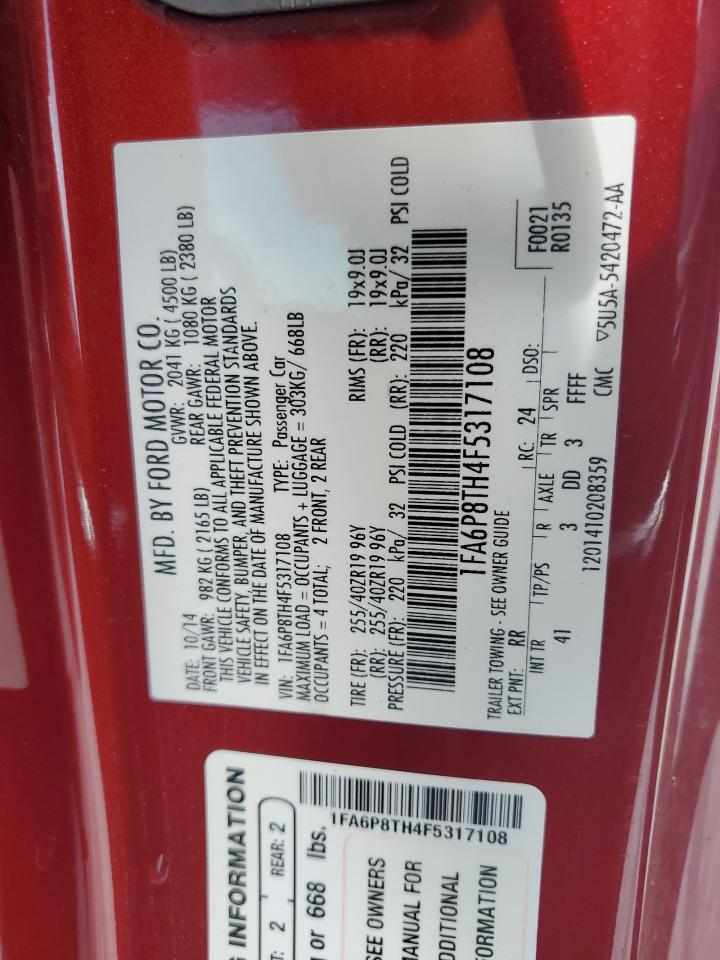 MFD. BY FORD MOTOR CO.
DATE: 10/14 GVWR: 2041 KG ( 4500 LB)
FRONT GAWR: 982 KG ( 2165 LB) REAR GAWR: 1080 KG ( 2380 LB)
THIS VEHICLE CONFORMS TO ALL APPLICABLE FEDERAL MOTOR
VEHICLE SAFETY, BUMPER, AND THEFT PREVENTION STANDARDS
IN EFFECT ON THE DATE OF MANUFACTURE SHOWN ABOVE.
VIN: 1FA6P8TH4F5317108 TYPE: Passenger Car
MAXIMUM LOAD = OCCUPANTS + LUGGAGE = 303KG/ 668LB
OCCUPANTS = 4 TOTAL; 2 FRONT, 2 REAR
TIRE (FR): 255/40ZR19 96Y RIMS (FR): 19x9.0J
(RR): 255/40ZR19 96Y (RR): 19x9.0J
PRESSURE (FR): 220 kPa/ 32 PSI COLD (RR): 220 kPa/ 32 PSI COLD
1FA6P8TH4F5317108
TRAILER TOWING - SEE OWNER GUIDE
EXT PNT: RR RC: 24 DSO: F0021
R0135
INT TR TP/PS R AXLE TR SPR
41 3 DD 3 FFFF
1201410208359 CMC ▽5U5A-5420472-AA
G INFORMATION
T: 2 REAR: 2
or 668 lbs.
1FA6P8TH4F5317108
SEE OWNERS
MANUAL FOR
ADDITIONAL
INFORMATION